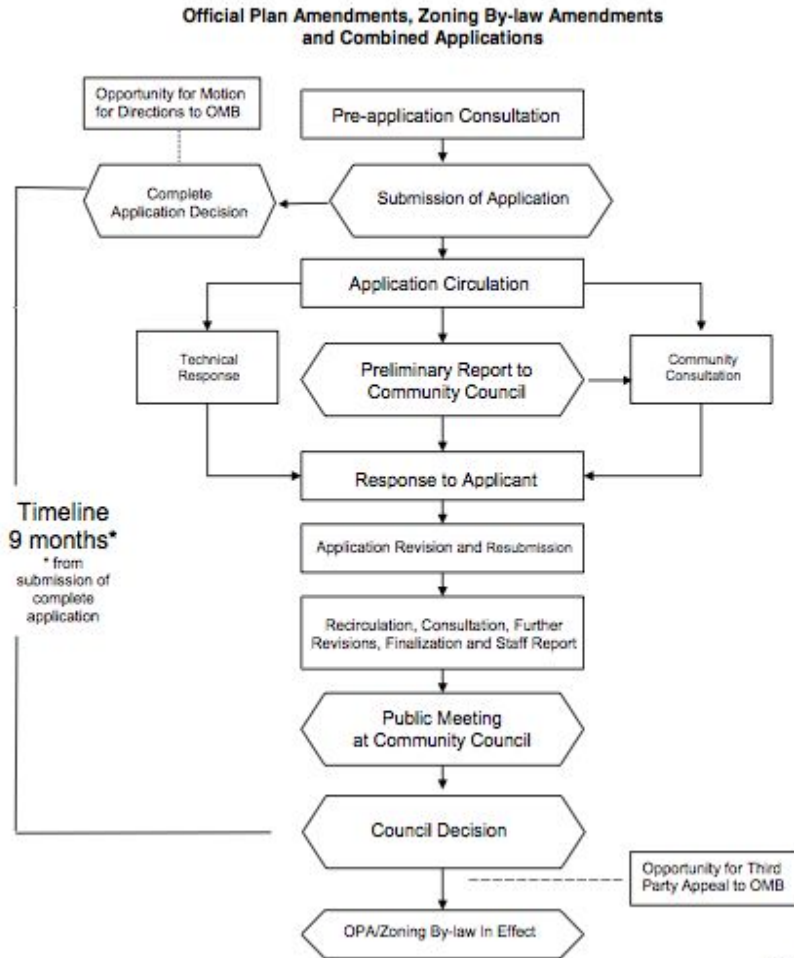 Official Plan Amendments, Zoning By-law Amendments
and Combined Applications
Opportunity for Motion
for Directions to OMB
Pre-application Consultation
Complete
Application Decision
Submission of Application
Application Circulation
Technical
Response
Preliminary Report to
Community Council
Community
Consultation
Response to Applicant
Timeline
9 months*
* from
submission of
complete
application
Application Revision and Resubmission
Recirculation, Consultation, Further
Revisions, Finalization and Staff Report
Public Meeting
at Community Council
Council Decision
Opportunity for Third
Party Appeal to OMB
OPA/Zoning By-law In Effect